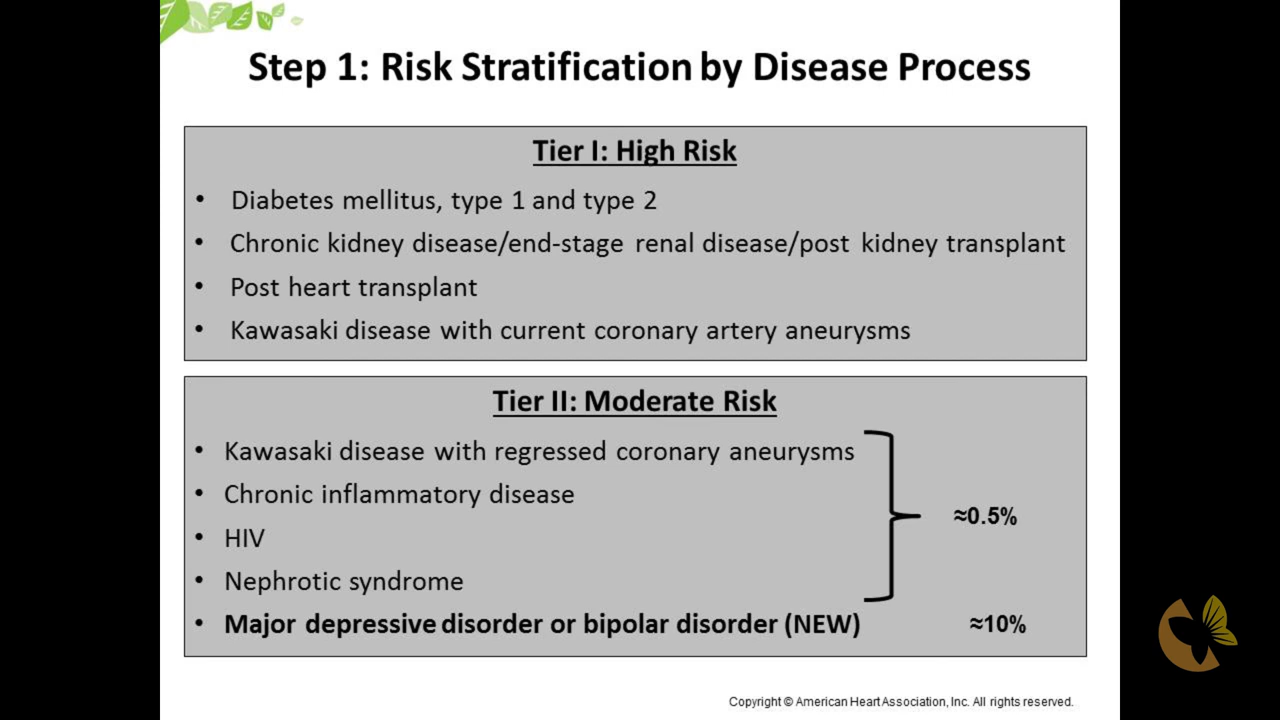 Step 1: Risk Stratification by Disease Process
Tier I: High Risk
• Diabetes mellitus, type 1 and type 2
• Chronic kidney disease/end-stage renal disease/post kidney transplant
• Post heart transplant
• Kawasaki disease with current coronary artery aneurysms
Tier II: Moderate Risk
• Kawasaki disease with regressed coronary aneurysms
• Chronic inflammatory disease
≈0.5%
• HIV
• Nephrotic syndrome
• Major depressive disorder or bipolar disorder (NEW) ≈10%
Copyright © American Heart Association, Inc. All rights reserved.